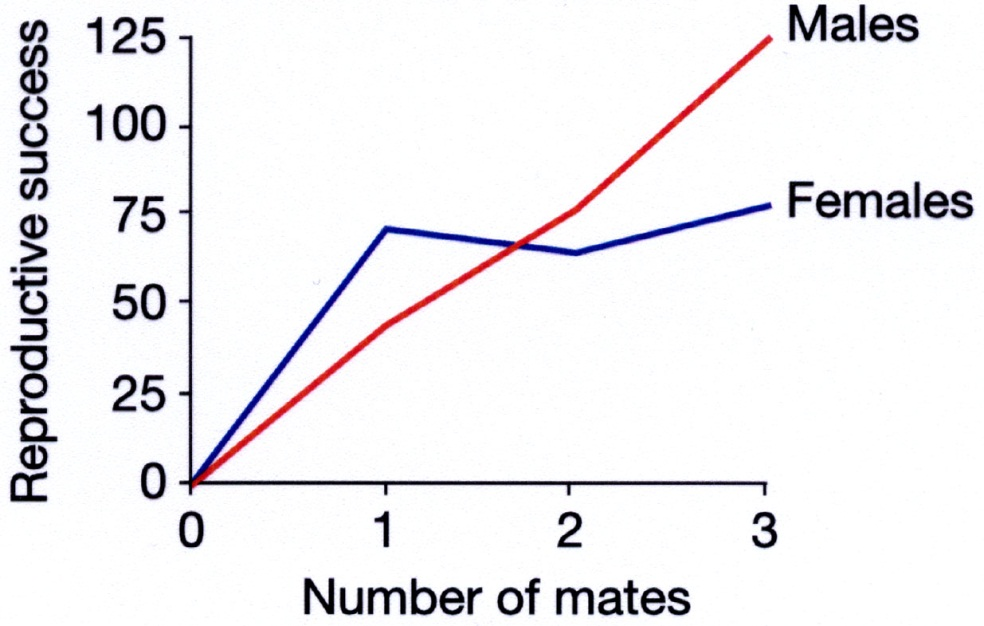 Reproductive success
125
100
75
50
25
0
Males
Females
0 1 2 3
Number of mates